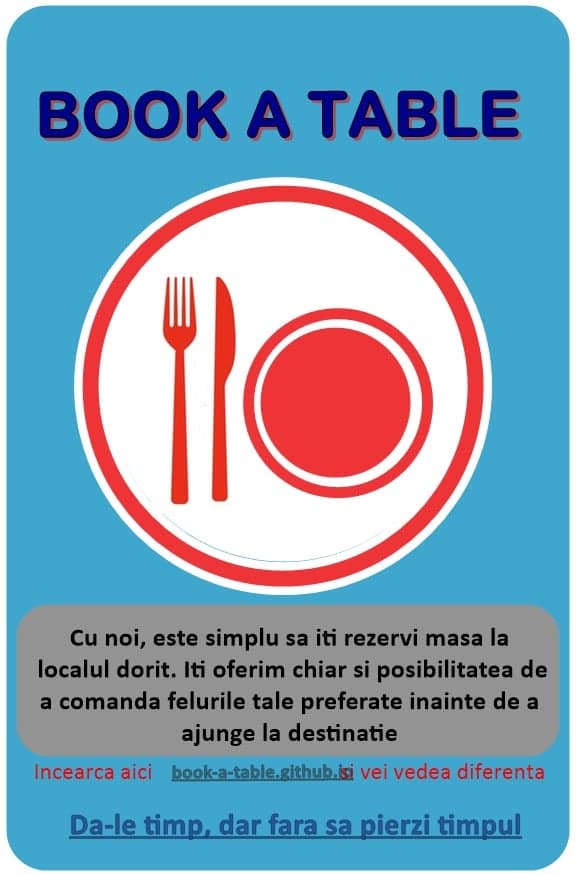 BOOK A TABLE
Cu noi, este simplu sa iti rezervi masa la
localul dorit. Iti oferim chiar si posibilitatea de
a comanda felurile tale preferate inainte de a
ajunge la destinatie
Incearca aici book-a-table.github.io si vei vedea diferenta
Da-le timp, dar fara sa pierzi timpul